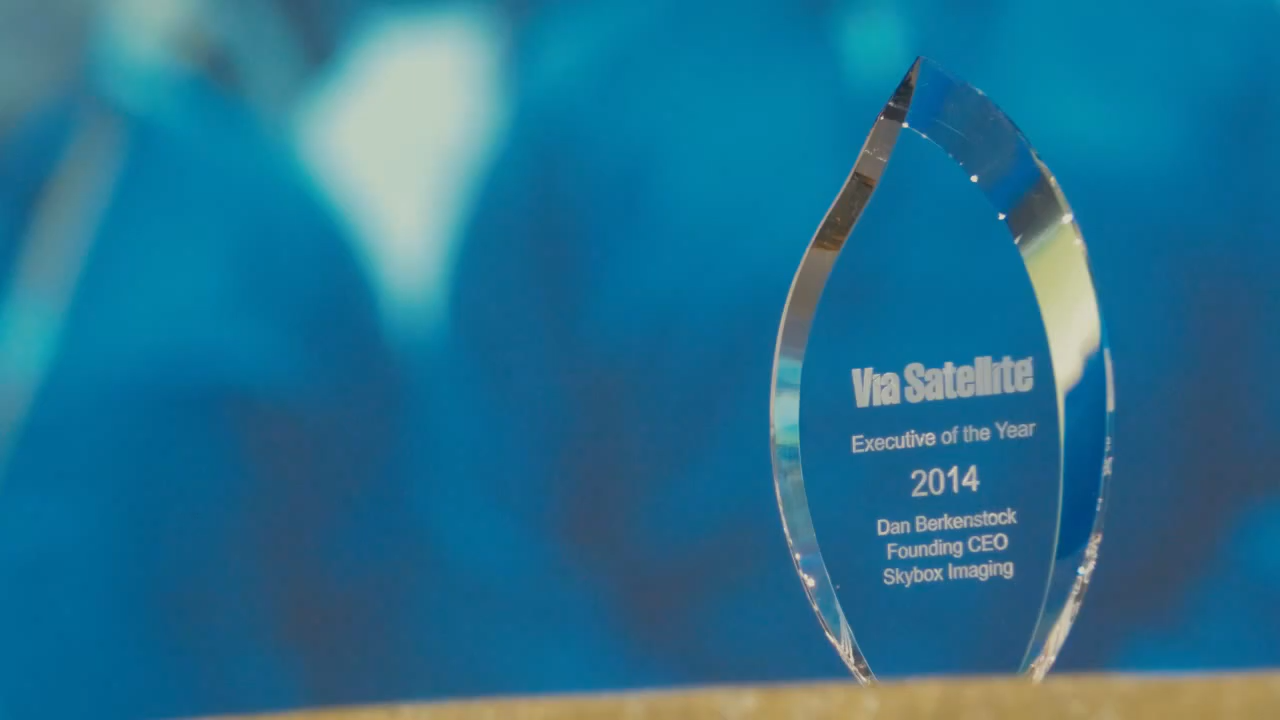 Via Satellite
Executive of the Year
2014
Dan Berkenstock
Founding CEO
Skybox Imaging